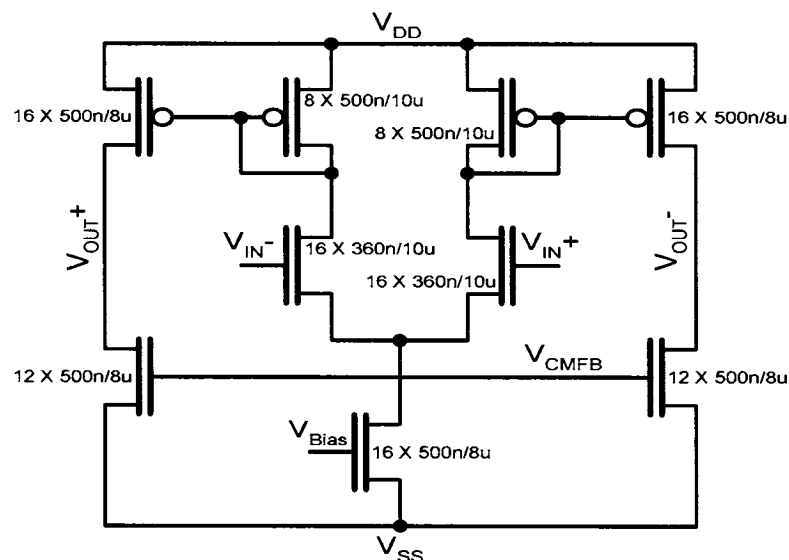 V_DD
16 X 500n/8u
8 X 500n/10u
8 X 500n/10u
16 X 500n/8u
V_OUT+
V_IN-
16 X 360n/10u
V_IN+
16 X 360n/10u
V_OUT-
12 X 500n/8u
V_CMFB
12 X 500n/8u
V_Bias
16 X 500n/8u
V_SS